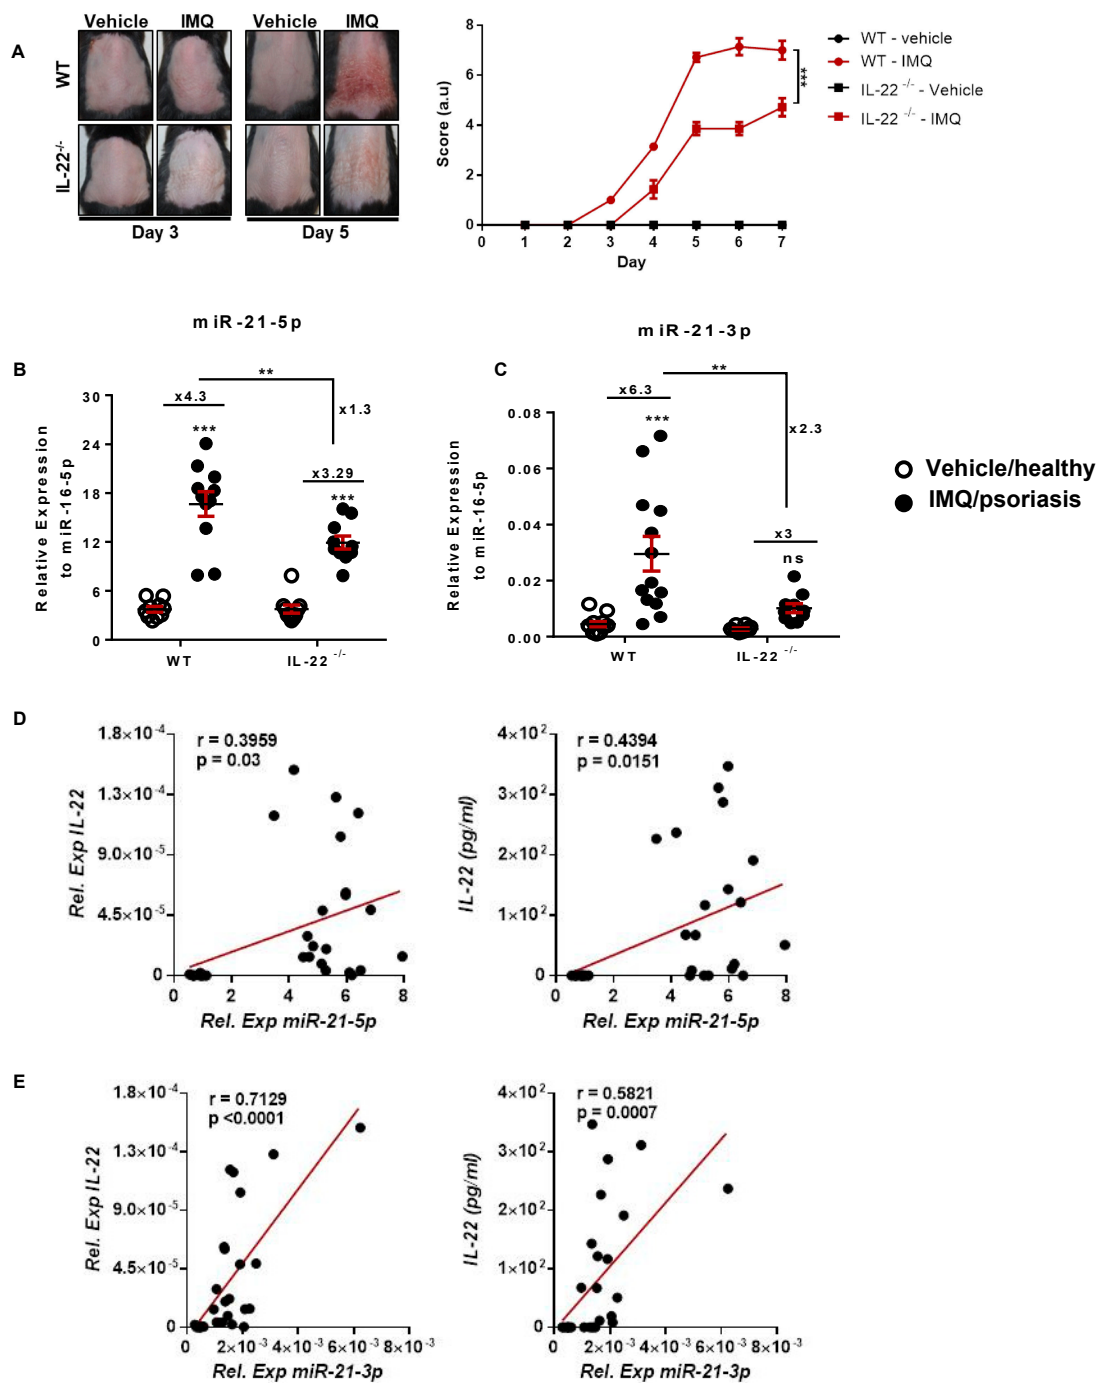 A
Vehicle IMQ Vehicle IMQ
WT
IL-22-/-
Day 3 Day 5
8
6
4
2
0
Score (a.u)
0 1 2 3 4 5 6 7
Day
***
WT - vehicle
WT - IMQ
IL-22 -/- - Vehicle
IL-22 -/- - IMQ
B
miR-21-5p
Relative Expression
to miR-16-5p
30
24
18
12
6
0
x4.3
***
**
x1.3
x3.29
***
WT IL-22 -/-
C
miR-21-3p
Relative Expression
to miR-16-5p
0.08
0.06
0.04
0.02
0.00
x6.3
***
**
x2.3
x3
ns
WT IL-22 -/-
Vehicle/healthy
IMQ/psoriasis
D
Rel. Exp IL-22
1.8×10-4
1.3×10-4
9.0×10-5
4.5×10-5
0
r = 0.3959
p = 0.03
0 2 4 6 8
Rel. Exp miR-21-5p
IL-22 (pg/ml)
4×10²
3×10²
2×10²
1×10²
0
r = 0.4394
p = 0.0151
0 2 4 6 8
Rel. Exp miR-21-5p
E
Rel. Exp IL-22
1.8×10-4
1.3×10-4
9.0×10-5
4.5×10-5
0
r = 0.7129
p <0.0001
0 2×10-3 4×10-3 6×10-3 8×10-3
Rel. Exp miR-21-3p
IL-22 (pg/ml)
4×10²
3×10²
2×10²
1×10²
0
r = 0.5821
p = 0.0007
0 2×10-3 4×10-3 6×10-3 8×10-3
Rel. Exp miR-21-3p